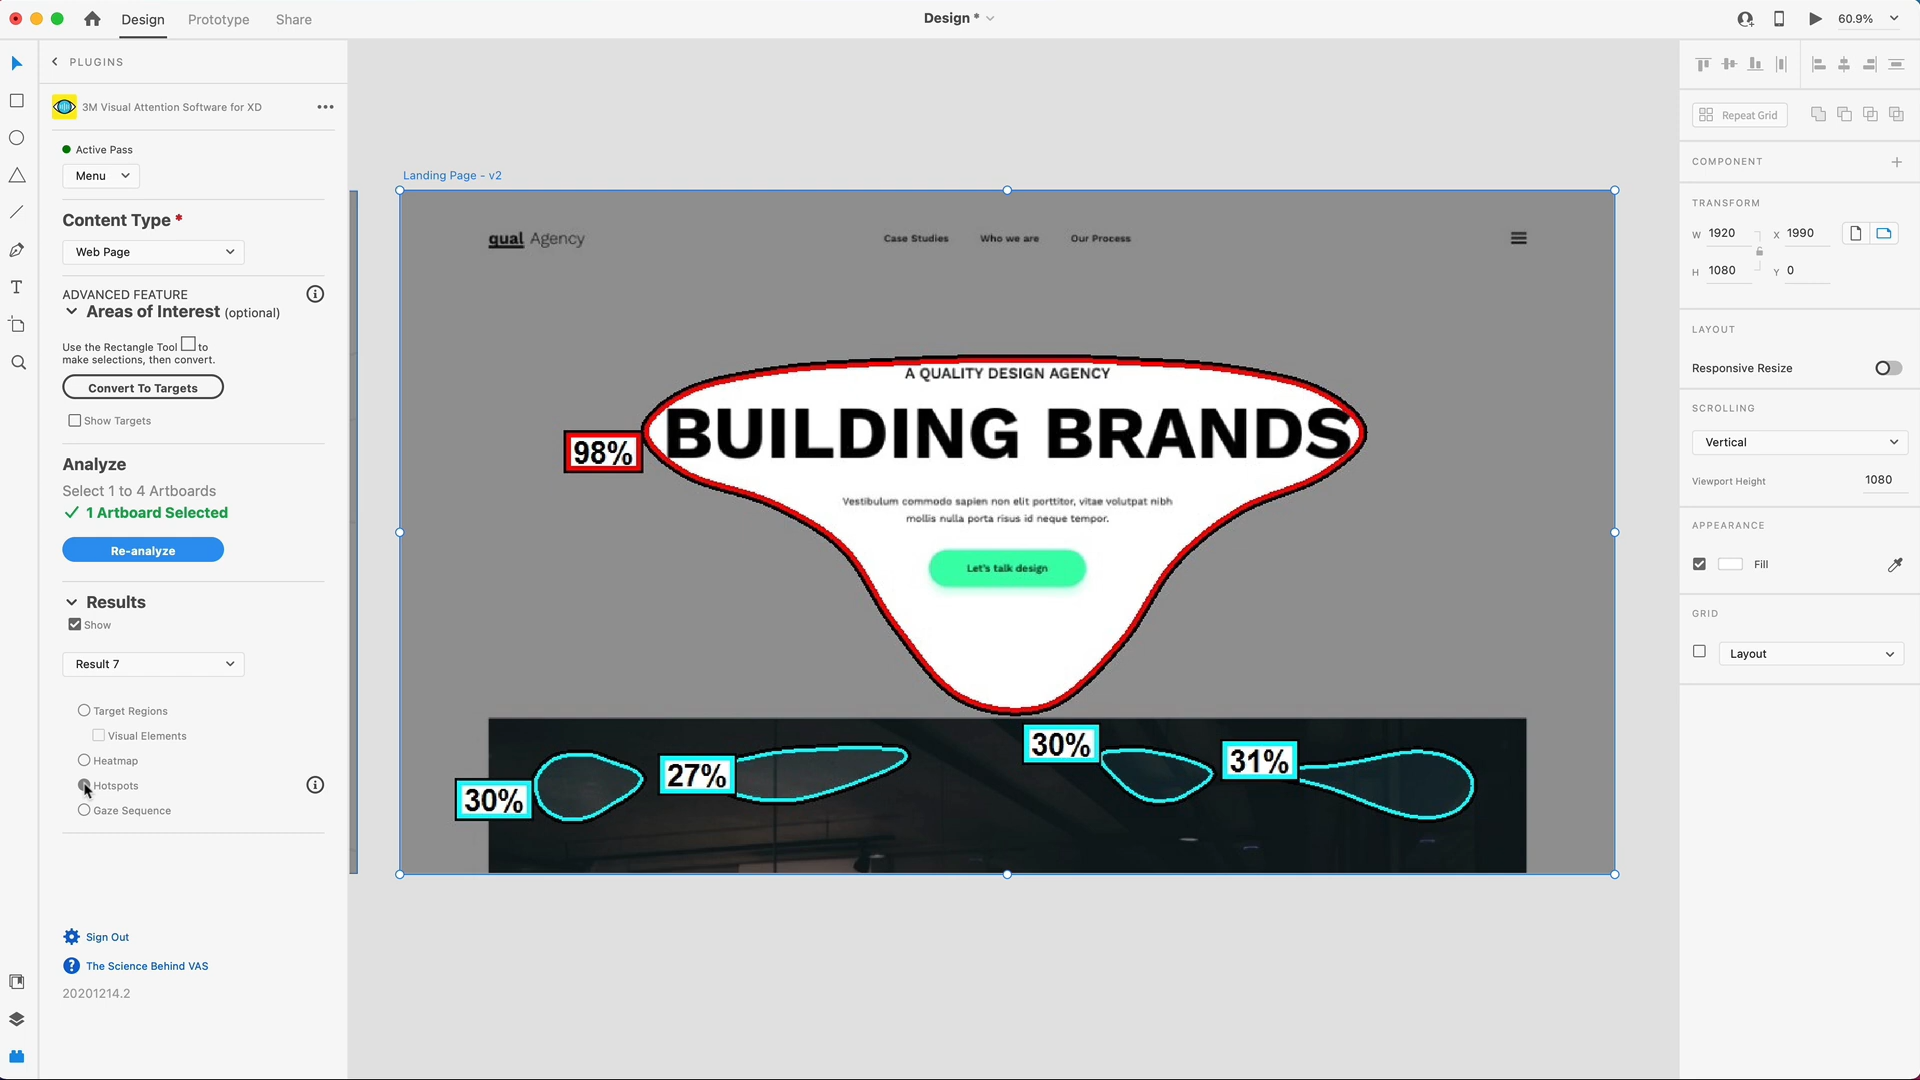 Design
Prototype
Share
Design *
60.9%
PLUGINS
3M Visual Attention Software for XD
Active Pass
Menu
Content Type *
Web Page
ADVANCED FEATURE
Areas of Interest (optional)
Use the Rectangle Tool to
make selections, then convert.
Convert To Targets
Show Targets
Analyze
Select 1 to 4 Artboards
1 Artboard Selected
Re-analyze
Results
Show
Result 7
Target Regions
Visual Elements
Heatmap
Hotspots
Gaze Sequence
Sign Out
The Science Behind VAS
20201214.2
Landing Page - v2
qual Agency
Case Studies
Who we are
Our Process
A QUALITY DESIGN AGENCY
BUILDING BRANDS
98%
Vestibulum commodo sapien non elit porttitor, vitae volutpat nibh
mollis nulla porta risus id neque tempor.
Let's talk design
30%
27%
30%
31%
Repeat Grid
COMPONENT
TRANSFORM
W 1920
X 1990
H 1080
Y 0
LAYOUT
Responsive Resize
SCROLLING
Vertical
Viewport Height
1080
APPEARANCE
Fill
GRID
Layout